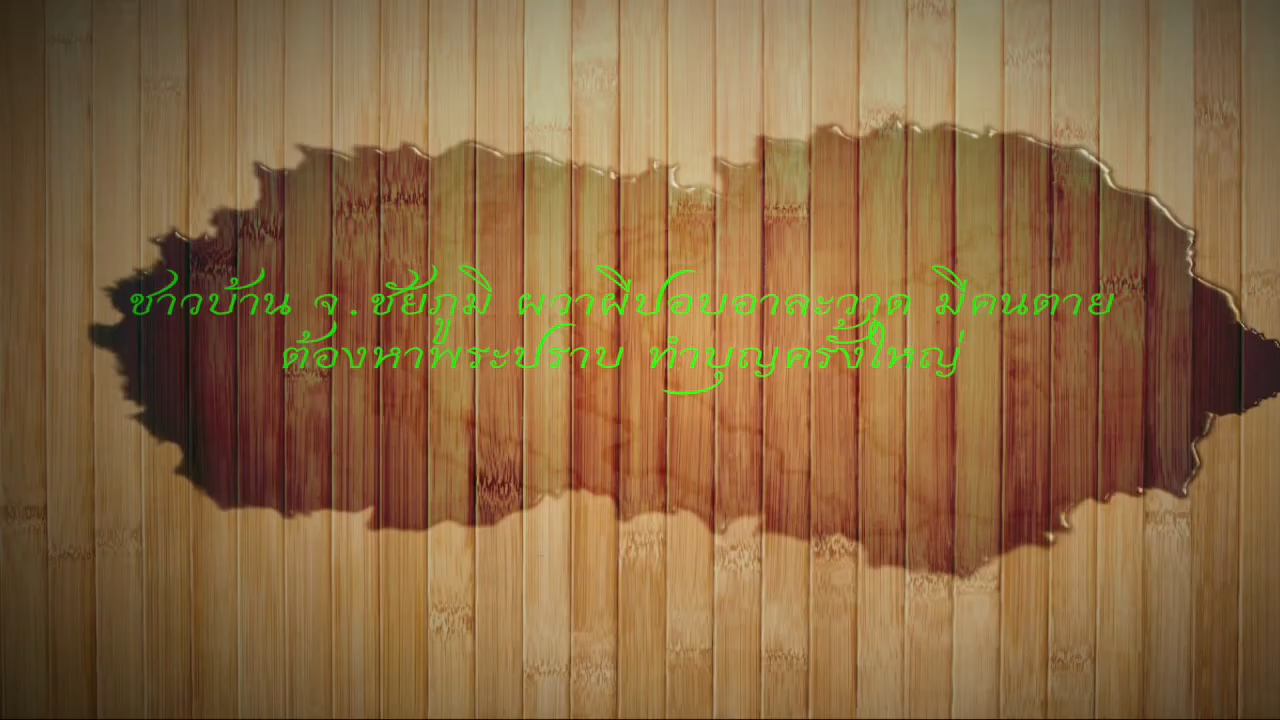 ชาวบ้าน จ.ชัยภูมิ ผวาผีปอบอาละวาด มีคนตาย
ต้องหาพระปราบ ทำบุญครั้งใหญ่